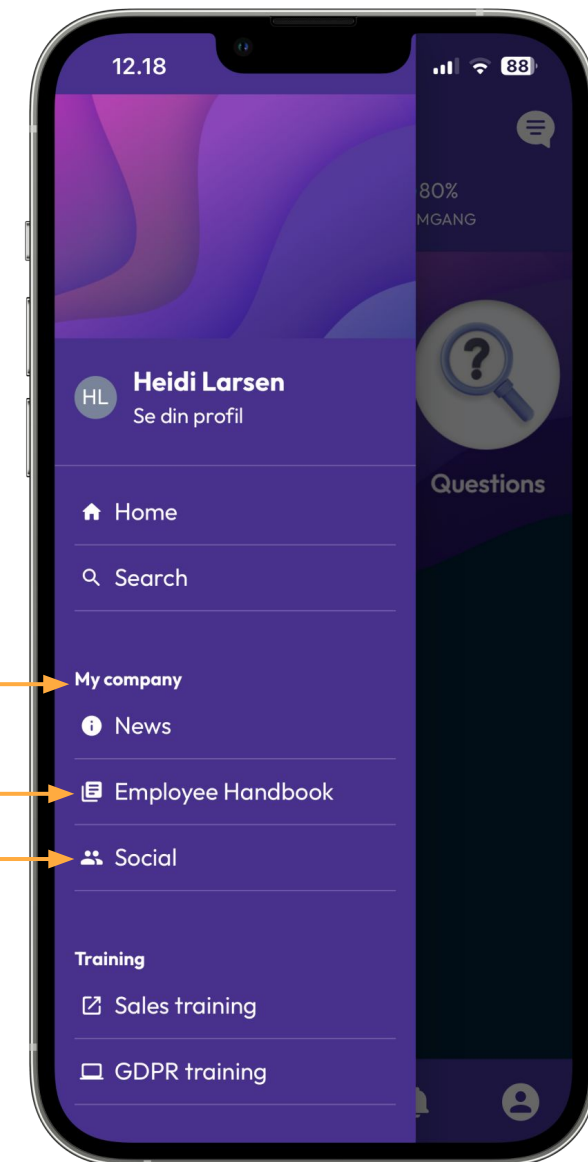 12.18
88
80%
MGANG
HL
Heidi Larsen
Se din profil
Questions
Home
Search
My company
News
Employee Handbook
Social
Training
Sales training
GDPR training